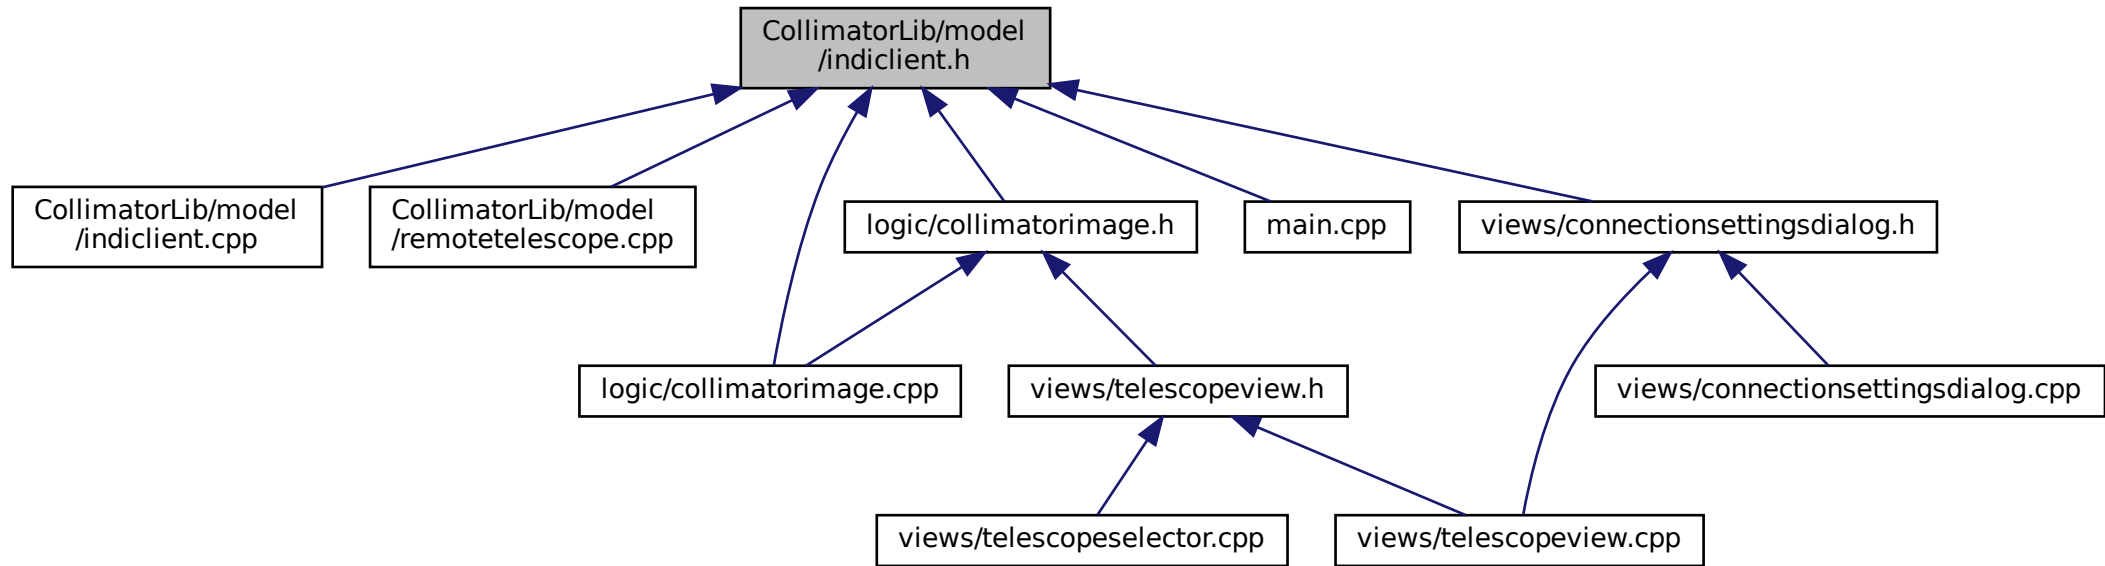 CollimatorLib/model
/indiclient.h
CollimatorLib/model
/indiclient.cpp
CollimatorLib/model
/remotetelescope.cpp
logic/collimatorimage.h
main.cpp
views/connectionsettingsdialog.h
logic/collimatorimage.cpp
views/telescopeview.h
views/connectionsettingsdialog.cpp
views/telescopeselector.cpp
views/telescopeview.cpp